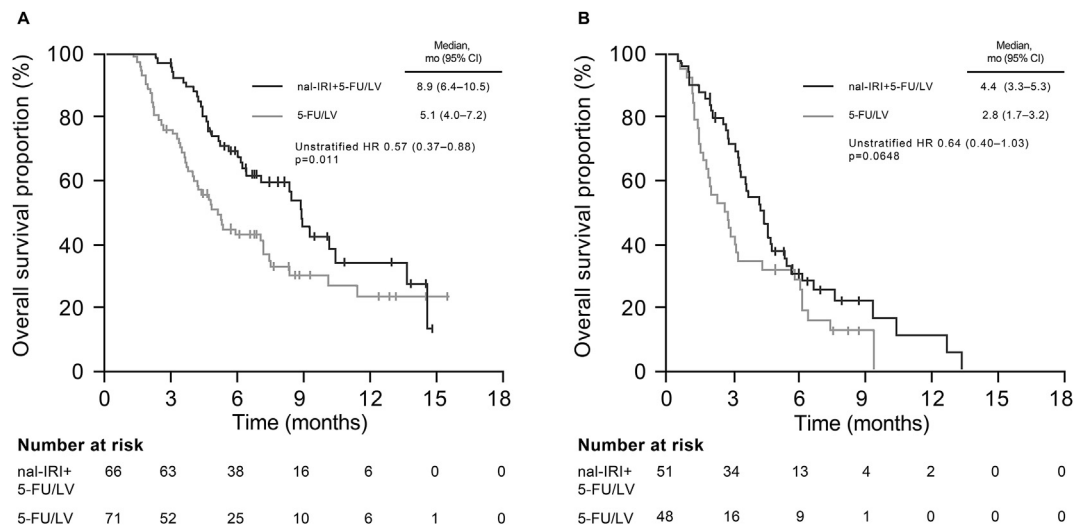 A
Overall survival proportion (%)
100
80
60
40
20
0
Median,
mo (95% CI)
nal-IRI+5-FU/LV 8.9 (6.4–10.5)
5-FU/LV 5.1 (4.0–7.2)
Unstratified HR 0.57 (0.37–0.88)
p=0.011
0 3 6 9 12 15 18
Time (months)
Number at risk
nal-IRI+ 66 63 38 16 6 0 0
5-FU/LV
5-FU/LV 71 52 25 10 6 1 0
B
Overall survival proportion (%)
100
80
60
40
20
0
Median,
mo (95% CI)
nal-IRI+5-FU/LV 4.4 (3.3–5.3)
5-FU/LV 2.8 (1.7–3.2)
Unstratified HR 0.64 (0.40–1.03)
p=0.0648
0 3 6 9 12 15 18
Time (months)
Number at risk
nal-IRI+ 51 34 13 4 2 0 0
5-FU/LV
5-FU/LV 48 16 9 1 0 0 0